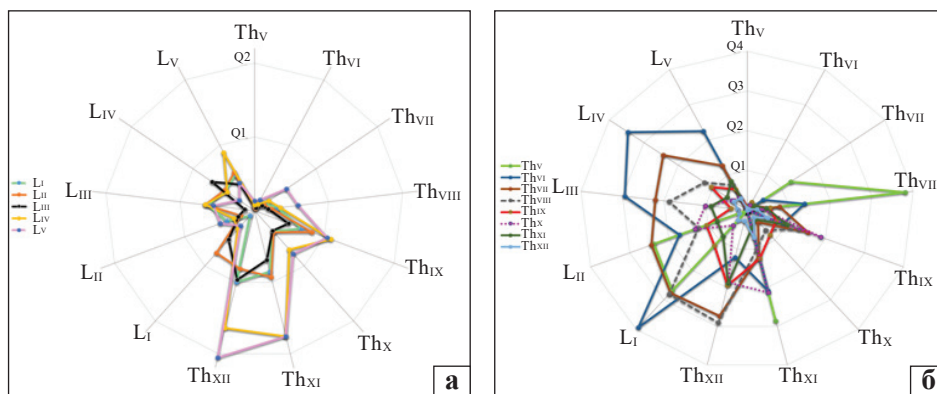 ThV
Q2
LV
ThVI
LIV
Q1
ThVII
LIII
ThVIII
LI
LII
LIII
LIV
LV
LII
ThIX
LI
ThX
ThXII
ThXI
а
ThV
Q4
LV
ThVI
Q3
LIV
ThVII
Q2
Q1
LIII
ThVII
ThV
ThVI
ThVII
ThVIII
ThIX
ThX
ThXI
ThXII
LII
ThIX
LI
ThX
ThXII
ThXI
б